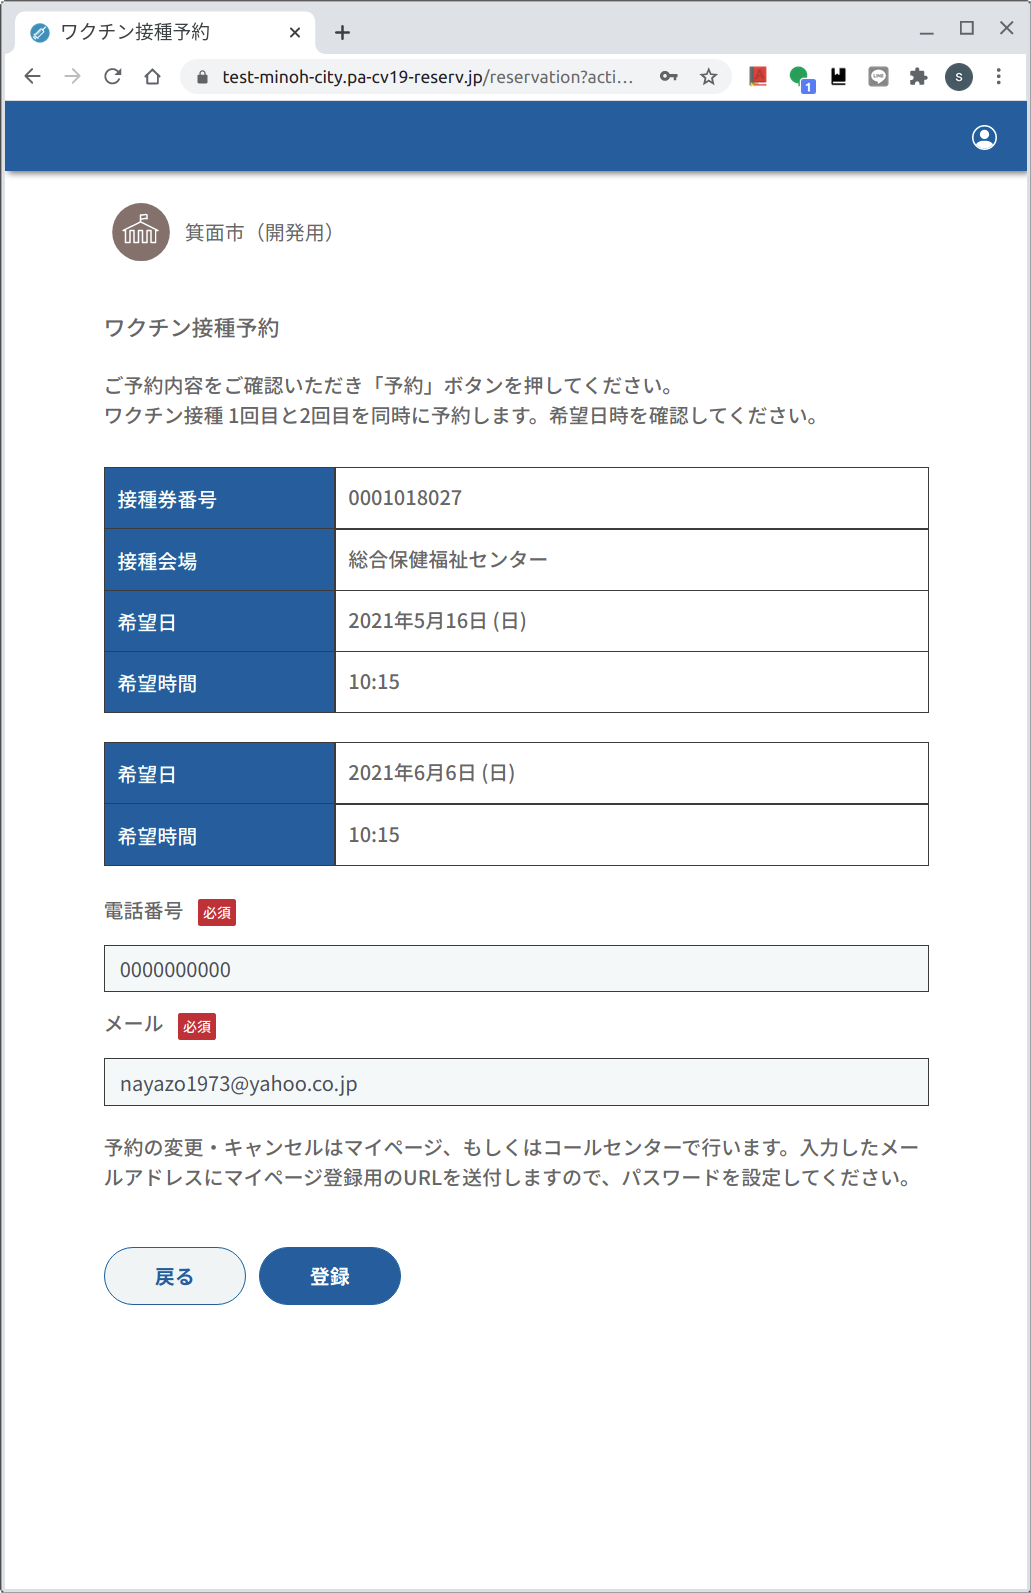 ワクチン接種予約
test-minoh-city.pa-cv19-reserv.jp/reservation?acti...
1
S
箕面市（開発用）
ワクチン接種予約
ご予約内容をご確認いただき「予約」ボタンを押してください。
ワクチン接種 1回目と2回目を同時に予約します。希望日時を確認してください。
接種券番号 0001018027
接種会場 総合保健福祉センター
希望日 2021年5月16日 (日)
希望時間 10:15
希望日 2021年6月6日 (日)
希望時間 10:15
電話番号 必須
0000000000
メール 必須
nayazo1973@yahoo.co.jp
予約の変更・キャンセルはマイページ、もしくはコールセンターで行います。入力したメー
ルアドレスにマイページ登録用のURLを送付しますので、パスワードを設定してください。
戻る 登録